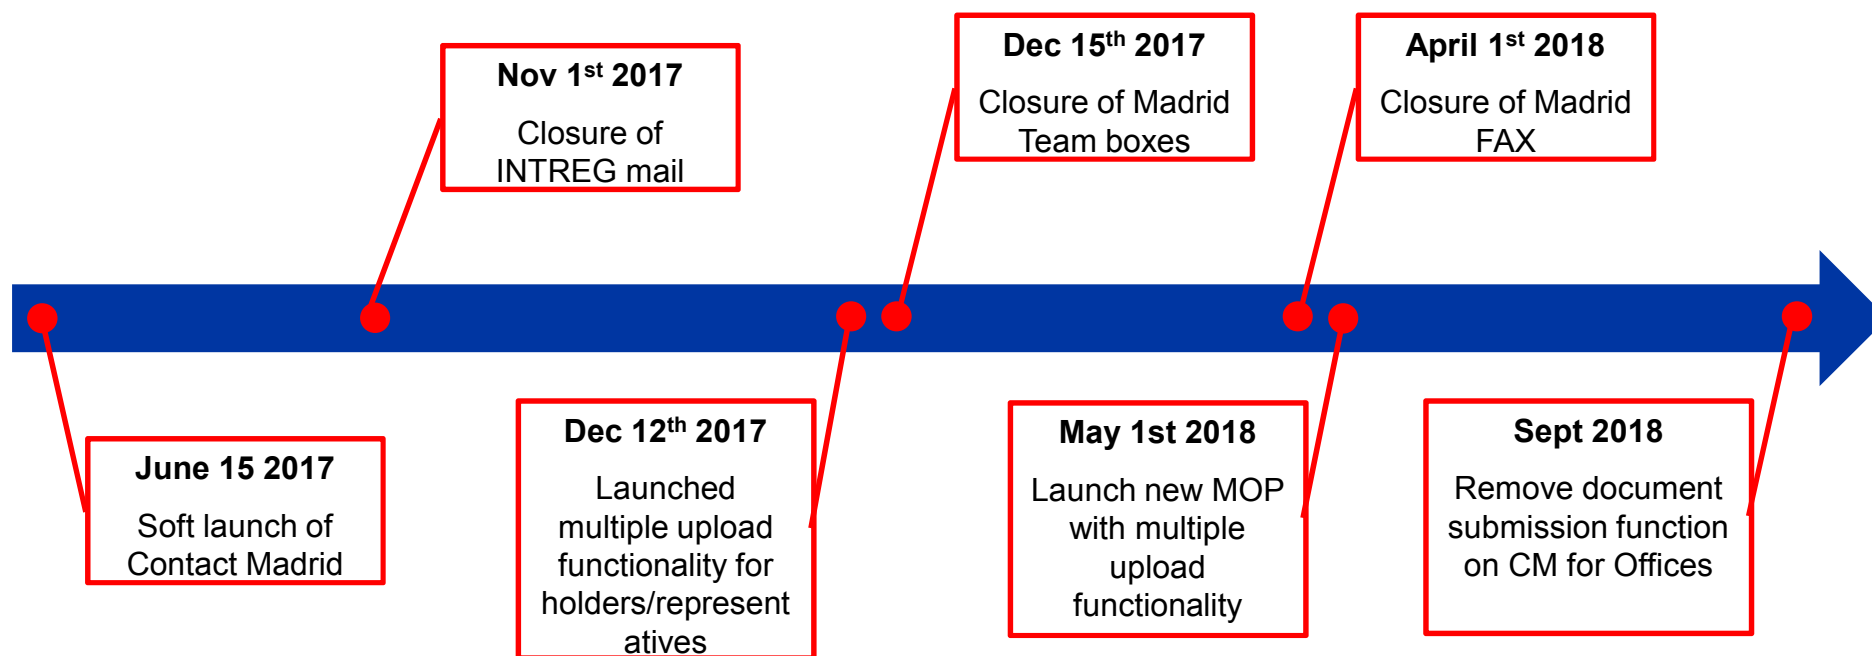 Nov 1st 2017
Closure of
INTREG mail
Dec 15th 2017
Closure of Madrid
Team boxes
April 1st 2018
Closure of Madrid
FAX
June 15 2017
Soft launch of
Contact Madrid
Dec 12th 2017
Launched
multiple upload
functionality for
holders/represent
atives
May 1st 2018
Launch new MOP
with multiple
upload
functionality
Sept 2018
Remove document
submission function
on CM for Offices